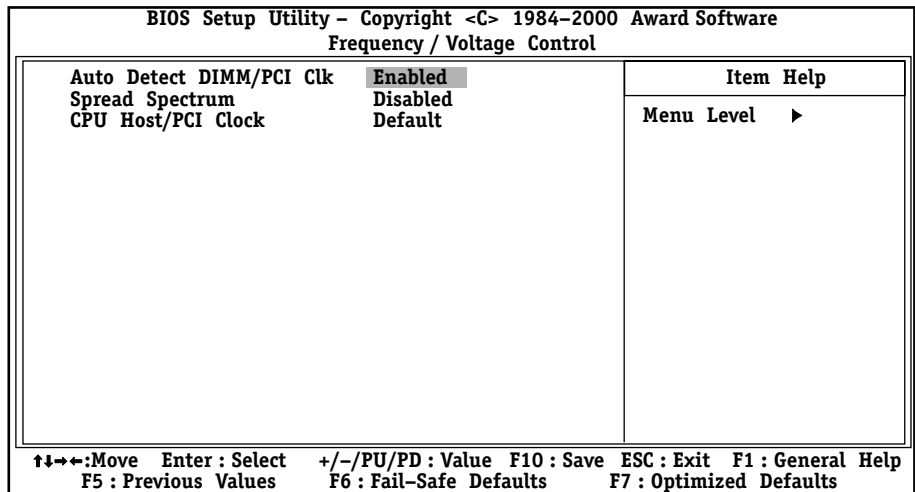 BIOS Setup Utility – Copyright <C> 1984–2000 Award Software
Frequency / Voltage Control
Auto Detect DIMM/PCI Clk Enabled
Spread Spectrum Disabled
CPU Host/PCI Clock Default
Item Help
Menu Level ▶
↑↓→←:Move Enter : Select +/–/PU/PD : Value F10 : Save ESC : Exit F1 : General Help
F5 : Previous Values F6 : Fail–Safe Defaults F7 : Optimized Defaults